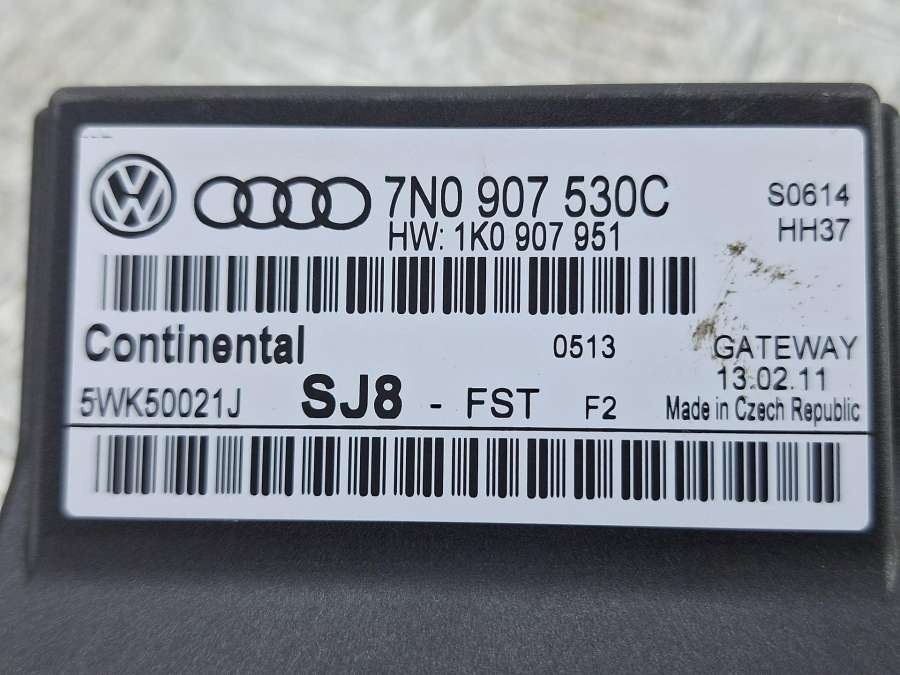 VW
7N0 907 530C
HW: 1K0 907 951
S0614
HH37
Continental
0513
GATEWAY
13.02.11
5WK50021J
SJ8 - FST F2
Made in Czech Republic